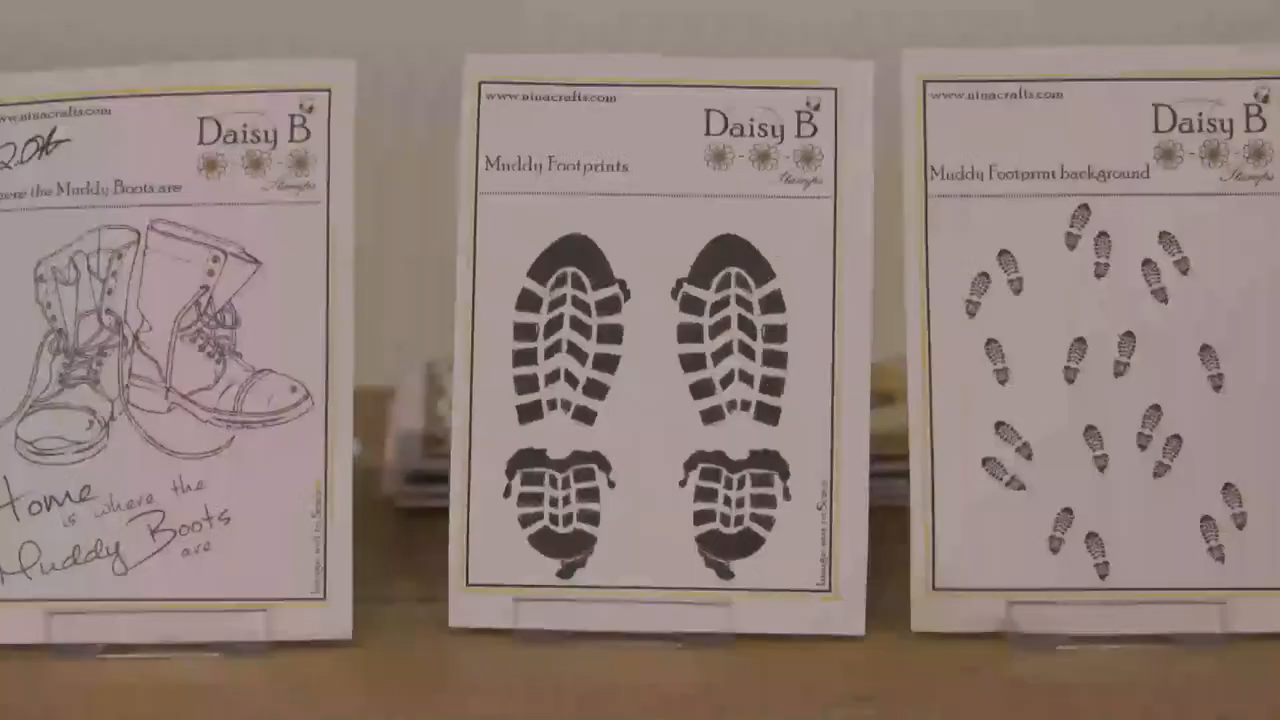 www.ninacrafts.com
Daisy B
Stamps
here the Muddy Boots are
Home
is where the
Muddy Boots
are
www.ninacrafts.com
Daisy B
Stamps
Muddy Footprints
www.ninacrafts.com
Daisy B
Stamps
Muddy Footprint background